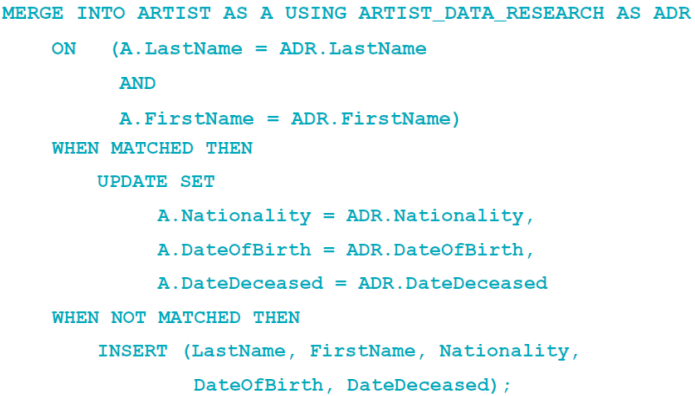 MERGE INTO ARTIST AS A USING ARTIST_DATA_RESEARCH AS ADR
ON (A.LastName = ADR.LastName
AND
A.FirstName = ADR.FirstName)
WHEN MATCHED THEN
UPDATE SET
A.Nationality = ADR.Nationality,
A.DateOfBirth = ADR.DateOfBirth,
A.DateDeceased = ADR.DateDeceased
WHEN NOT MATCHED THEN
INSERT (LastName, FirstName, Nationality,
DateOfBirth, DateDeceased);